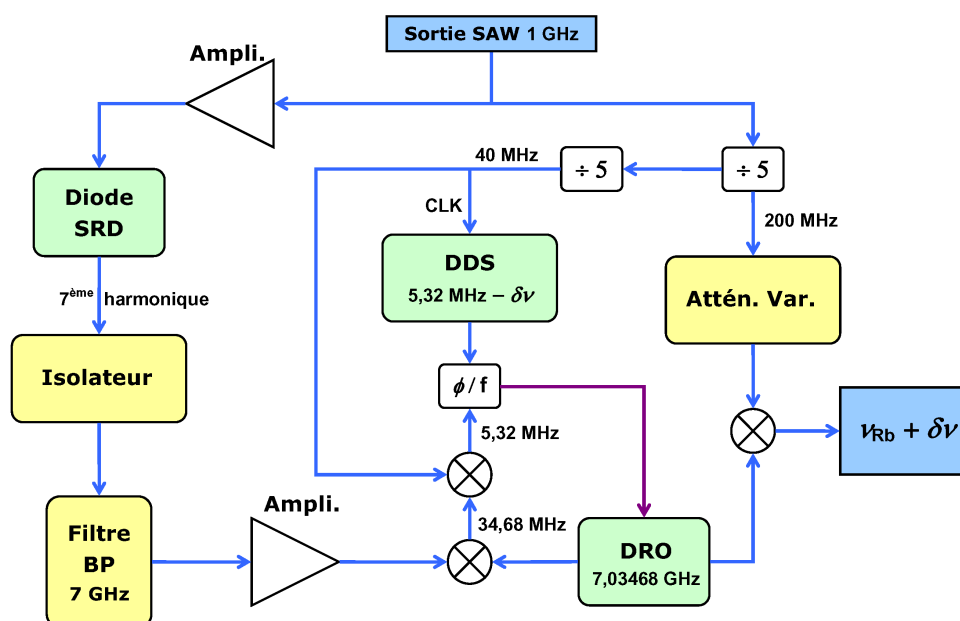 Sortie SAW 1 GHz
Ampli.
40 MHz
÷ 5
÷ 5
Diode
SRD
CLK
200 MHz
DDS
5,32 MHz – δν
Attén. Var.
7ème harmonique
Isolateur
ϕ / f
5,32 MHz
νRb + δν
Ampli.
34,68 MHz
Filtre
BP
7 GHz
DRO
7,03468 GHz